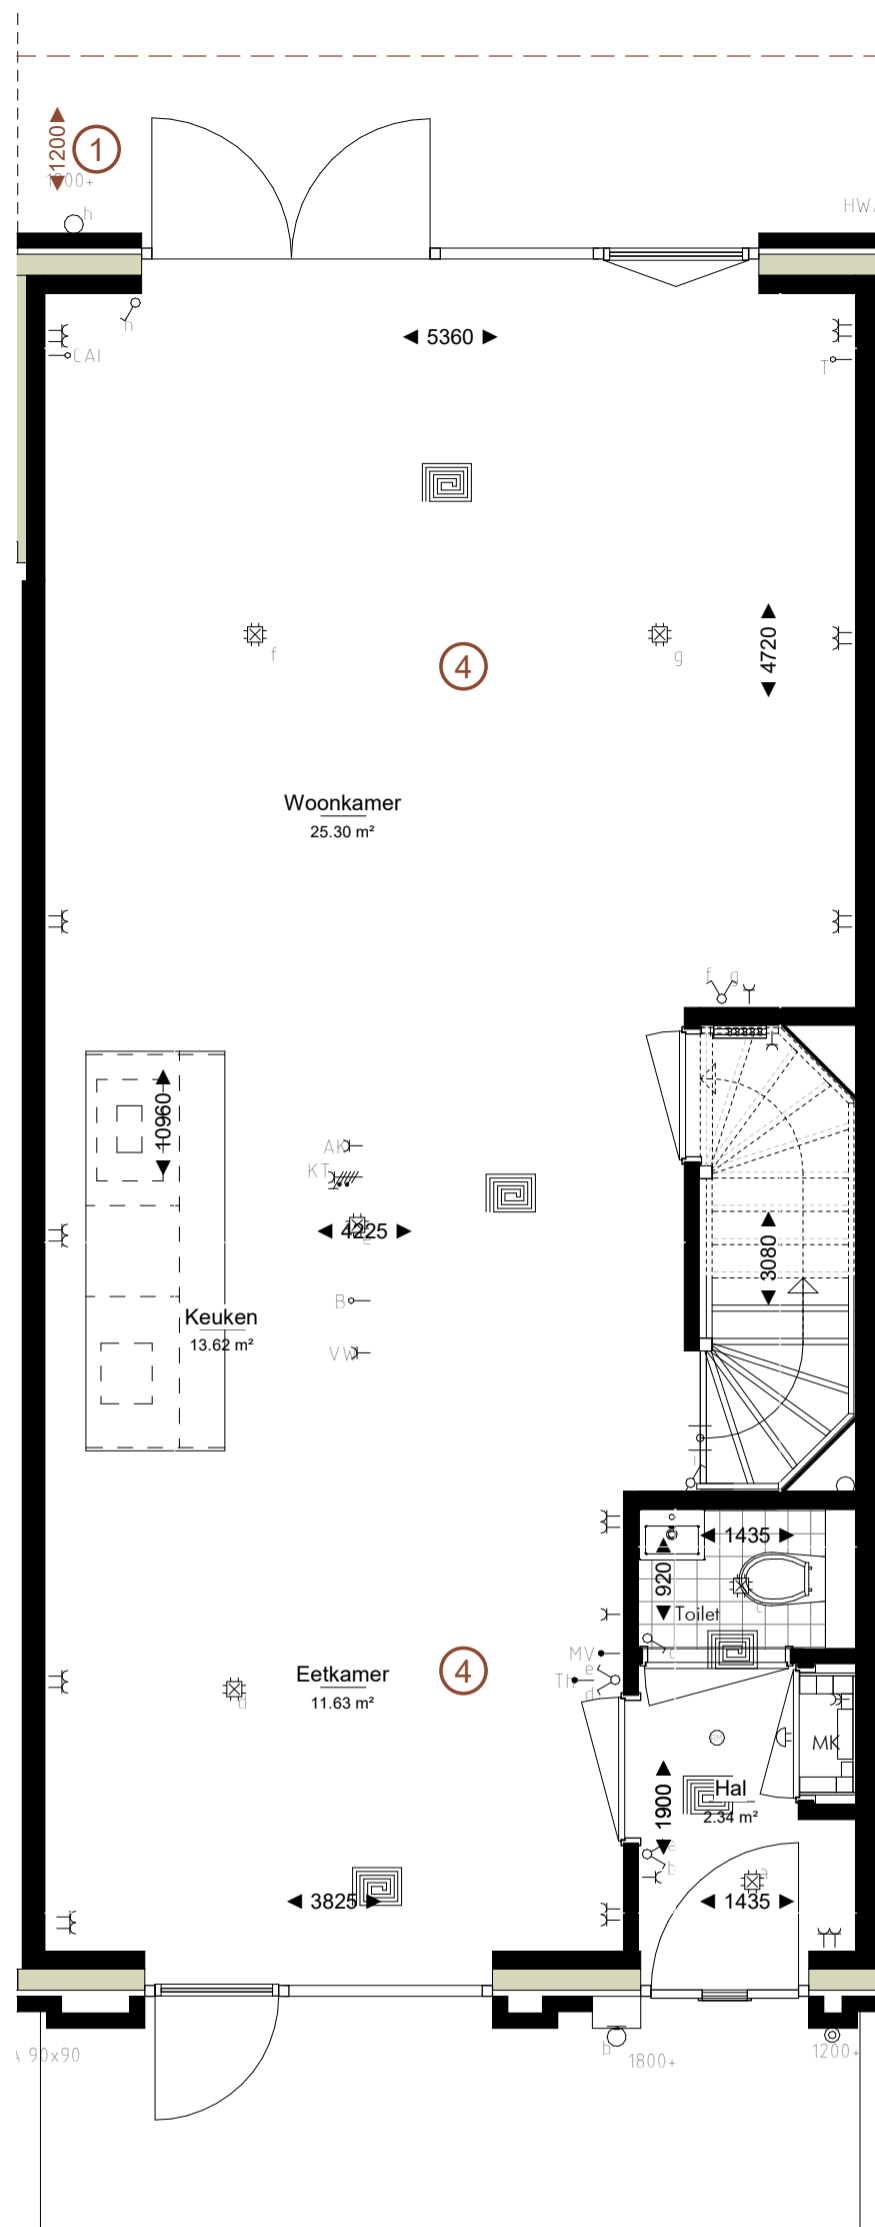 1200
1
h
HWA
h
CAI
5360
T
f
4
g
4720
Woonkamer
25.30 m²
f g
10960
AK
KT
4225
3080
B
Keuken
13.62 m²
VW
1435
920
Toilet
c
c
MV
e
Th
d
Eetkamer
11.63 m²
4
d
MK
Hal
2.34 m²
1900
a
b
a
3825
1435
A 90x90
b
1800+
1200+